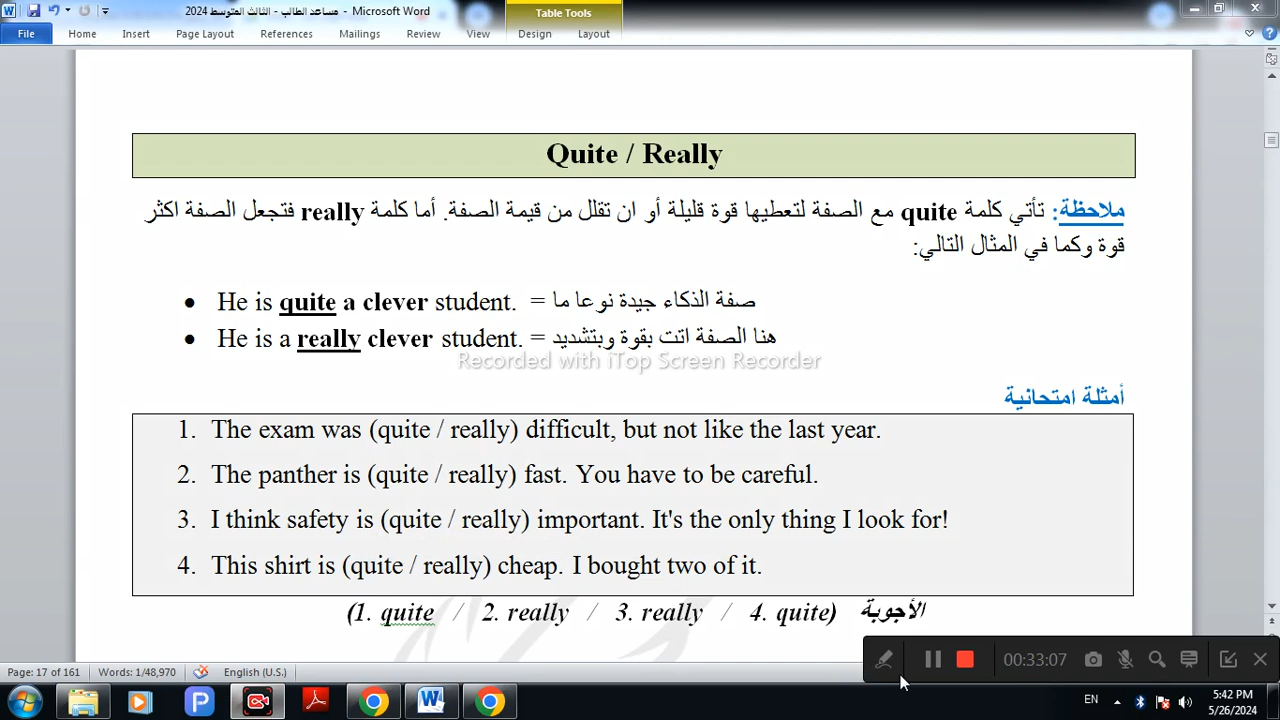 مساعد الطالب - الثالث المتوسط 2024 - Microsoft Word
Table Tools
File Home Insert Page Layout References Mailings Review View Design Layout
Quite / Really
ملاحظة: تأتي كلمة quite مع الصفة لتعطيها قوة قليلة أو ان تقلل من قيمة الصفة. أما كلمة really فتجعل الصفة اكثر
قوة وكما في المثال التالي:
• He is quite a clever student. = صفة الذكاء جيدة نوعا ما
• He is a really clever student. = هنا الصفة اتت بقوة وبتشديد
Recorded with iTop Screen Recorder
أمثلة امتحانية
1. The exam was (quite / really) difficult, but not like the last year.
2. The panther is (quite / really) fast. You have to be careful.
3. I think safety is (quite / really) important. It's the only thing I look for!
4. This shirt is (quite / really) cheap. I bought two of it.
(1. quite / 2. really / 3. really / 4. quite) الأجوبة
00:33:07
Page: 17 of 161 Words: 1/48,970 English (U.S.)
EN 5:42 PM
5/26/2024